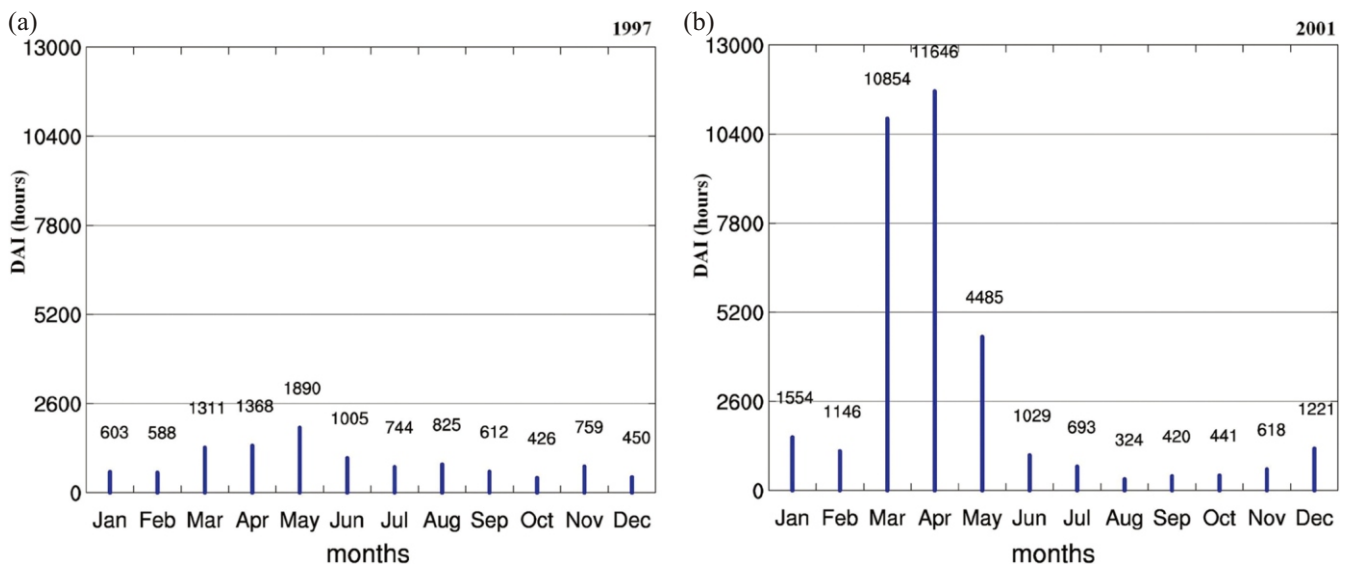 (a)
1997
13000
10400
7800
5200
2600
0
DAI (hours)
603 588 1311 1368 1890 1005 744 825 612 426 759 450
Jan Feb Mar Apr May Jun Jul Aug Sep Oct Nov Dec
months
(b)
2001
13000
10400
7800
5200
2600
0
DAI (hours)
1554 1146 10854 11646 4485 1029 693 324 420 441 618 1221
Jan Feb Mar Apr May Jun Jul Aug Sep Oct Nov Dec
months